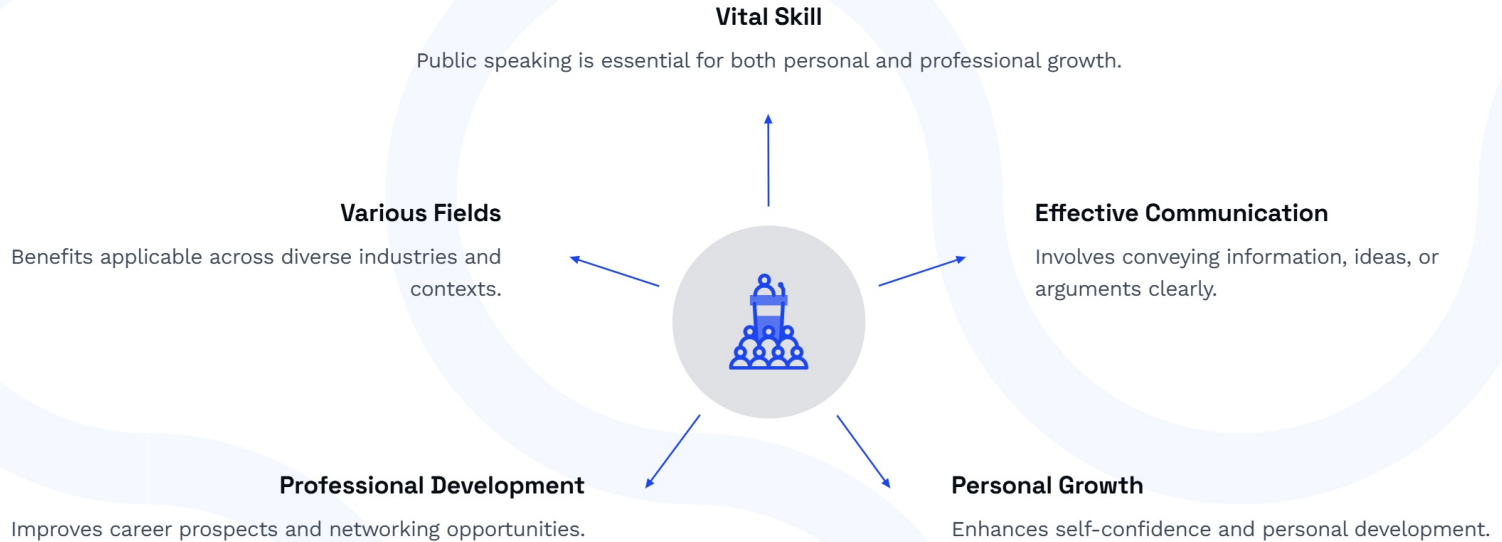 Vital Skill
Public speaking is essential for both personal and professional growth.
Various Fields
Benefits applicable across diverse industries and
contexts.
Effective Communication
Involves conveying information, ideas, or
arguments clearly.
Professional Development
Improves career prospects and networking opportunities.
Personal Growth
Enhances self-confidence and personal development.